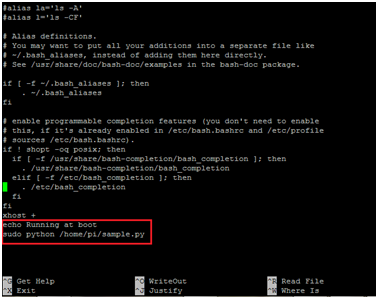 #alias la='ls -A'
#alias l='ls -CF'
# Alias definitions.
# You may want to put all your additions into a separate file like
# ~/.bash_aliases, instead of adding them here directly.
# See /usr/share/doc/bash-doc/examples in the bash-doc package.
if [ -f ~/.bash_aliases ]; then
    . ~/.bash_aliases
fi
# enable programmable completion features (you don't need to enable
# this, if it's already enabled in /etc/bash.bashrc and /etc/profile
# sources /etc/bash.bashrc).
if ! shopt -oq posix; then
  if [ -f /usr/share/bash-completion/bash_completion ]; then
    . /usr/share/bash-completion/bash_completion
  elif [ -f /etc/bash_completion ]; then
    . /etc/bash_completion
  fi
fi
xhost +
echo Running at boot
sudo python /home/pi/sample.py
^G Get Help ^O WriteOut ^R Read File
^X Exit ^J Justify ^W Where Is